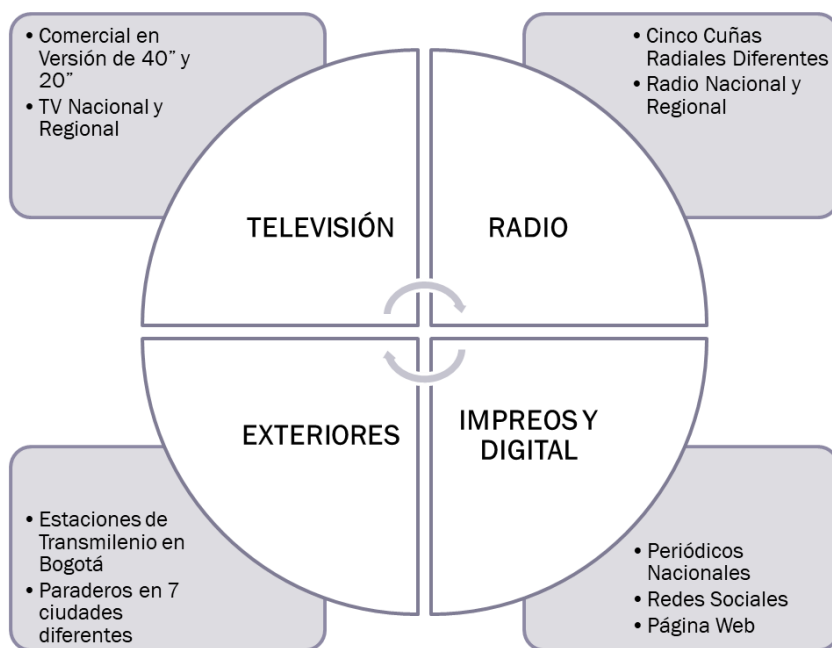 • Comercial en
Versión de 40” y
20”
• TV Nacional y
Regional
• Cinco Cuñas
Radiales Diferentes
• Radio Nacional y
Regional
TELEVISIÓN
RADIO
EXTERIORES
IMPREOS Y
DIGITAL
• Estaciones de
Transmilenio en
Bogotá
• Paraderos en 7
ciudades
diferentes
• Periódicos
Nacionales
• Redes Sociales
• Página Web